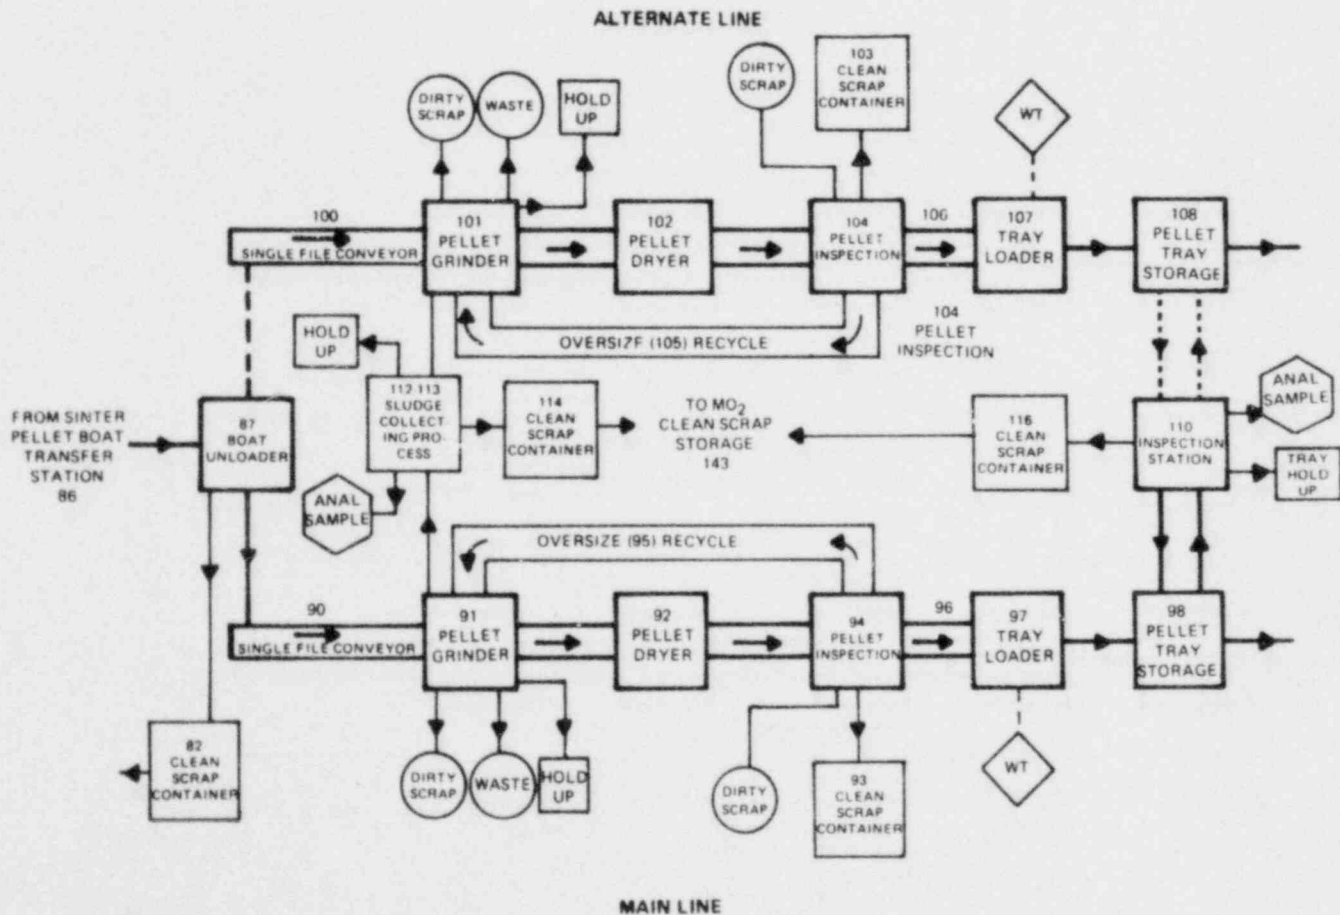 ALTERNATE LINE
DIRTY
SCRAP
WASTE
HOLD
UP
DIRTY
SCRAP
103
CLEAN
SCRAP
CONTAINER
WT
100
SINGLE FILE CONVEYOR
101
PELLET
GRINDER
102
PELLET
DRYER
104
PELLET
INSPECTION
106
107
TRAY
LOADER
108
PELLET
TRAY
STORAGE
OVERSIZE (105) RECYCLE
104
PELLET
INSPECTION
HOLD
UP
FROM SINTER
PELLET BOAT
TRANSFER
STATION
86
87
BOAT
UNLOADER
112 113
SLUDGE
COLLECT
ING PRO-
CESS
114
CLEAN
SCRAP
CONTAINER
TO MO2
CLEAN SCRAP
STORAGE
143
116
CLEAN
SCRAP
CONTAINER
110
INSPECTION
STATION
ANAL
SAMPLE
TRAY
HOLD
UP
ANAL
SAMPLE
OVERSIZE (95) RECYCLE
90
SINGLE FILE CONVEYOR
91
PELLET
GRINDER
92
PELLET
DRYER
94
PELLET
INSPECTION
96
97
TRAY
LOADER
98
PELLET
TRAY
STORAGE
82
CLEAN
SCRAP
CONTAINER
DIRTY
SCRAP
WASTE
HOLD
UP
DIRTY
SCRAP
93
CLEAN
SCRAP
CONTAINER
WT
MAIN LINE